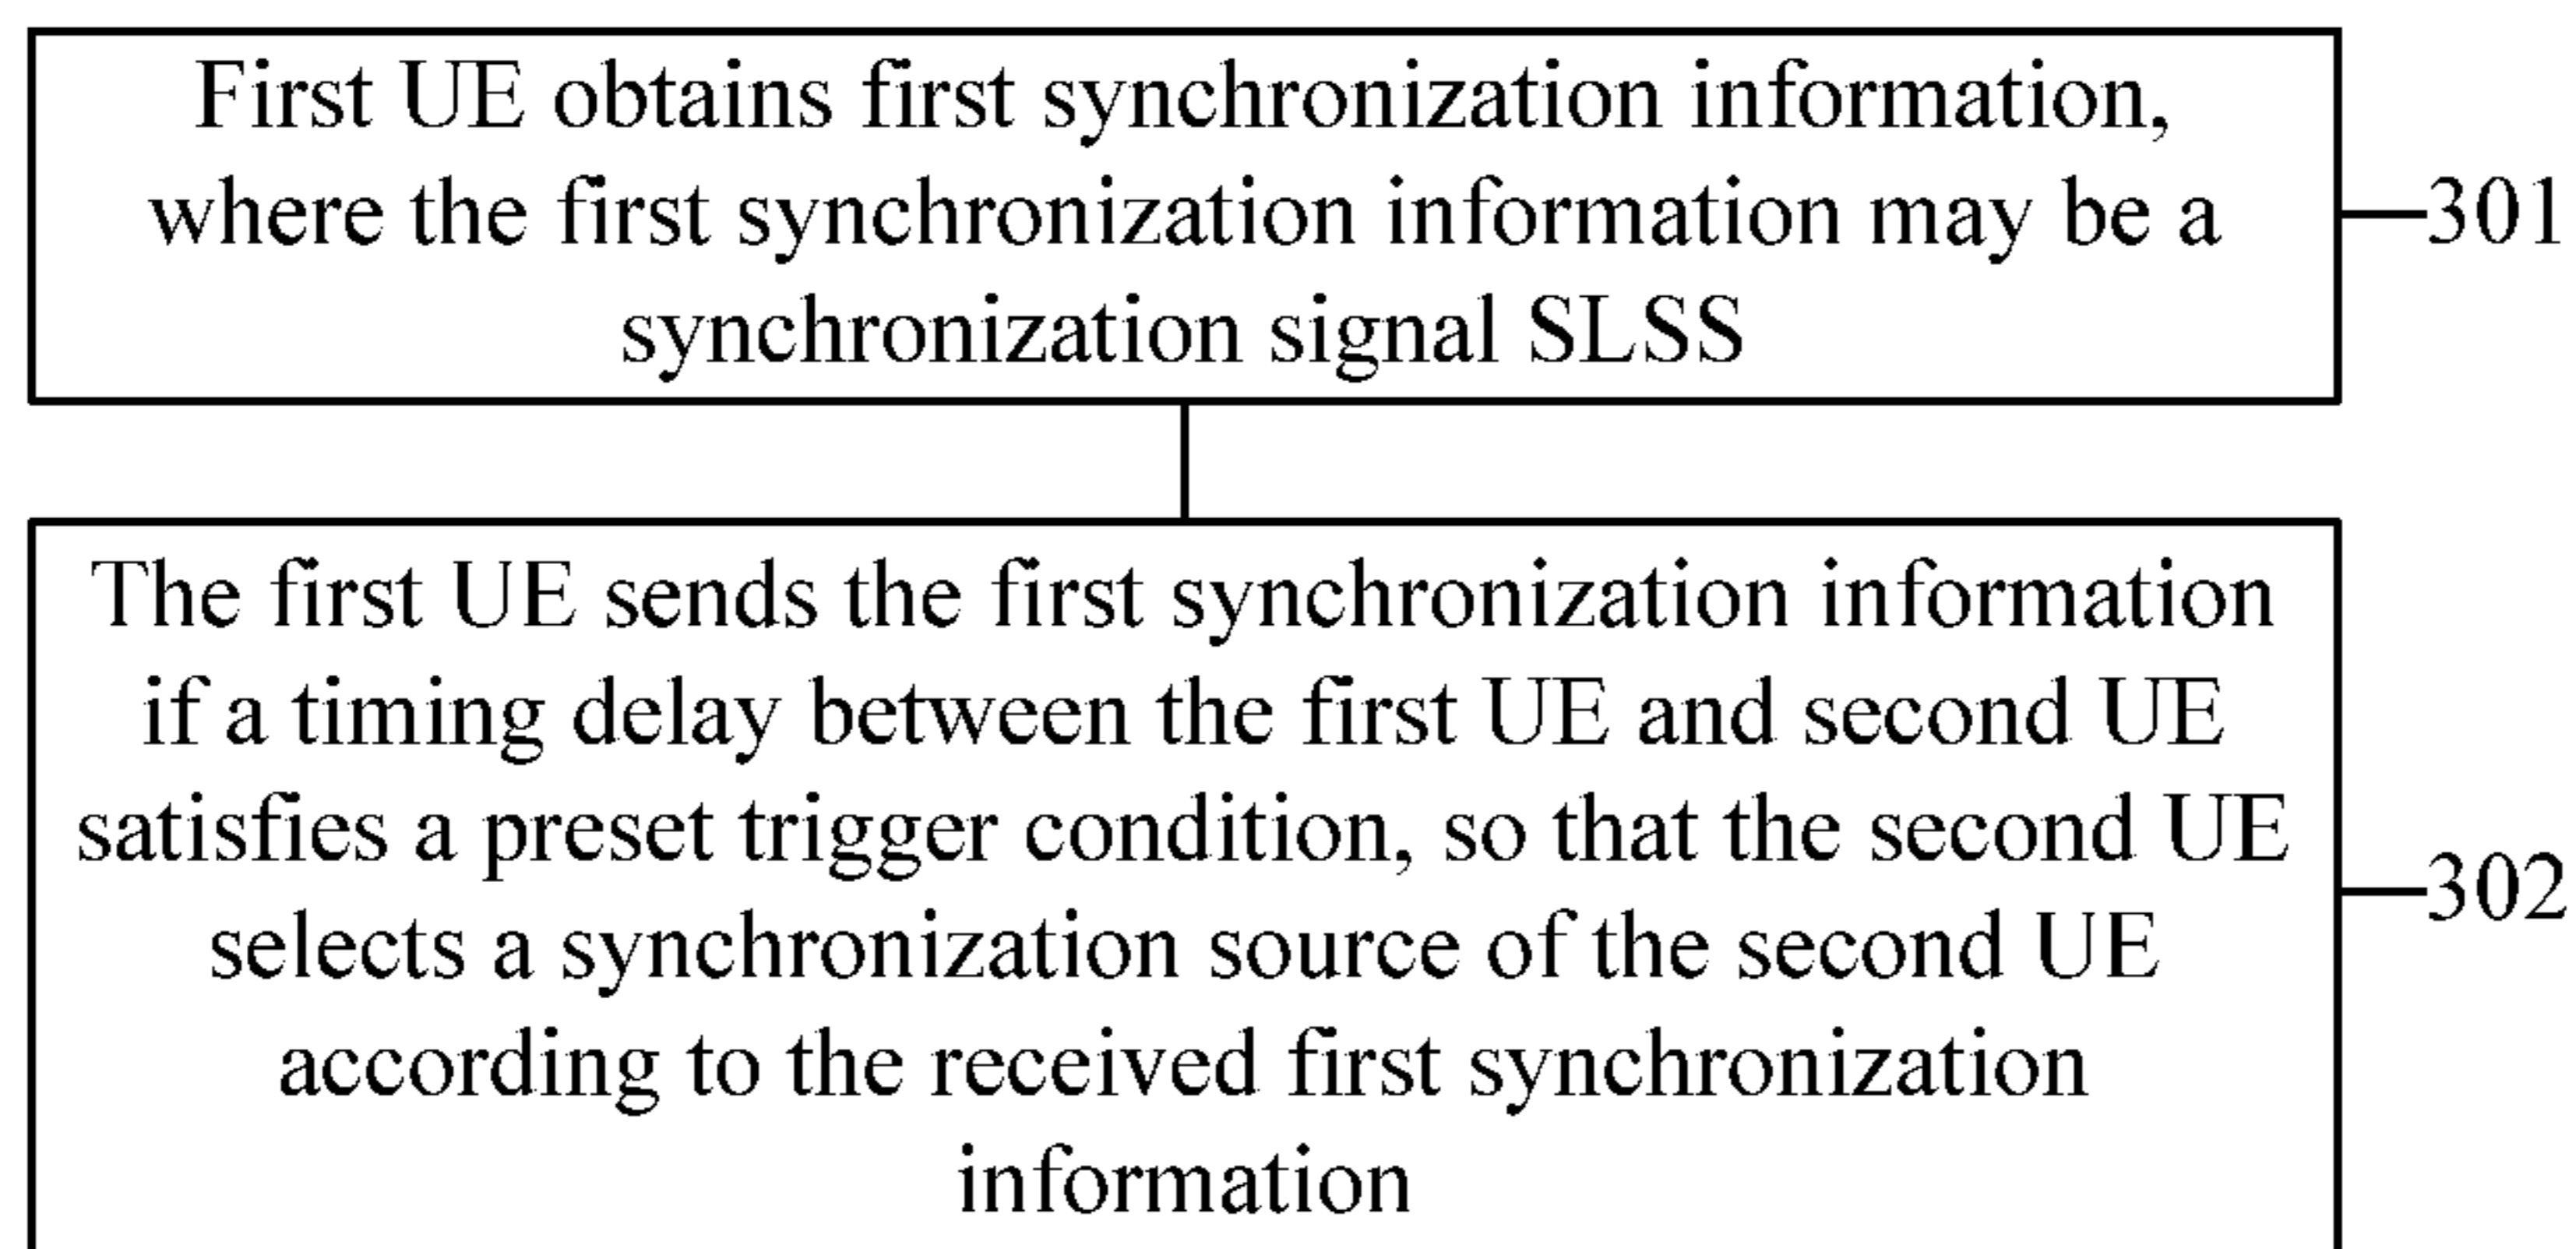 First UE obtains first synchronization information,
where the first synchronization information may be a
synchronization signal SLSS
301
The first UE sends the first synchronization information
if a timing delay between the first UE and second UE
satisfies a preset trigger condition, so that the second UE
selects a synchronization source of the second UE
according to the received first synchronization
information
302